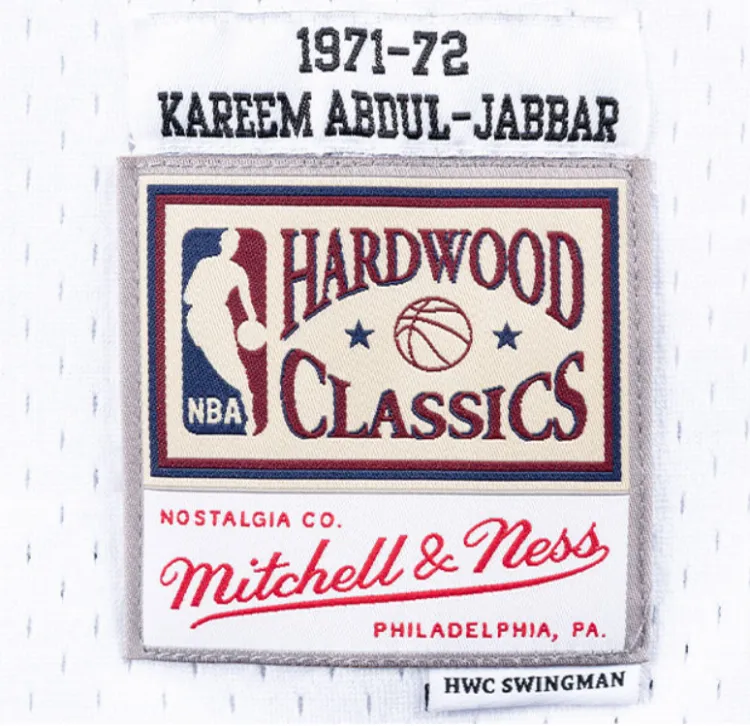 1971-72
KAREEM ABDUL-JABBAR
HARDWOOD
CLASSICS
NBA
NOSTALGIA CO.
Mitchell & Ness
PHILADELPHIA, PA.
HWC SWINGMAN